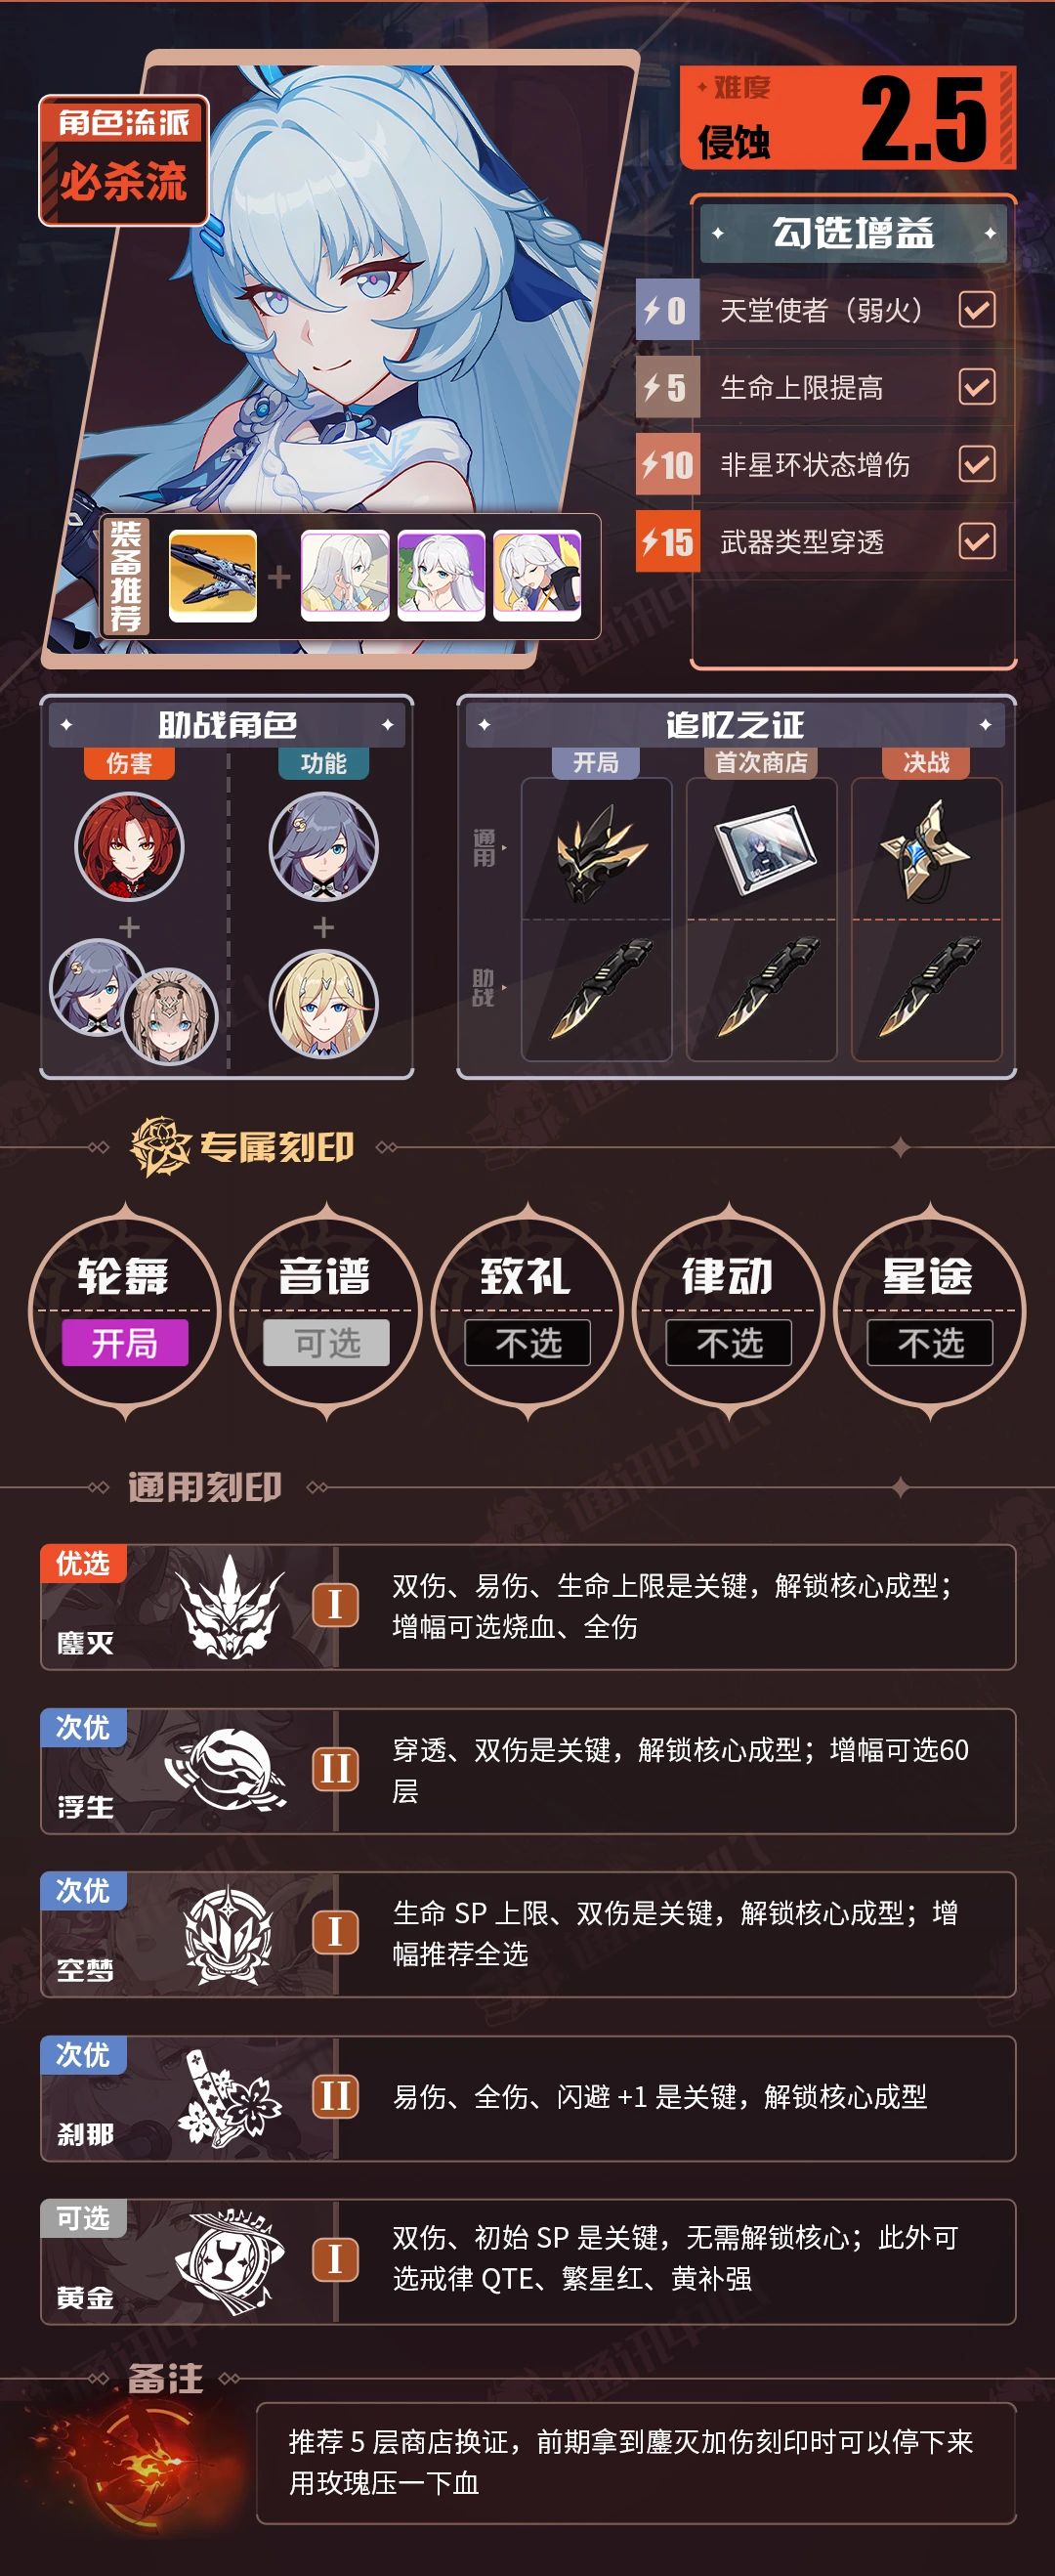 角色流派
必杀流
难度
侵蚀
2.5
勾选增益
0 天堂使者（弱火）
5 生命上限提高
10 非星环状态增伤
15 武器类型穿透
装备推荐
+
助战角色
伤害
功能
+
+
追忆之证
开局
首次商店
决战
通用
助战
专属刻印
轮舞
开局
音谱
可选
致礼
不选
律动
不选
星途
不选
通用刻印
优选
鏖灭
I
双伤、易伤、生命上限是关键，解锁核心成型；
增幅可选烧血、全伤
次优
浮生
II
穿透、双伤是关键，解锁核心成型；增幅可选60
层
次优
空梦
I
生命 SP 上限、双伤是关键，解锁核心成型；增
幅推荐全选
次优
刹那
II
易伤、全伤、闪避 +1 是关键，解锁核心成型
可选
黄金
I
双伤、初始 SP 是关键，无需解锁核心；此外可
选戒律 QTE、繁星红、黄补强
备注
推荐 5 层商店换证，前期拿到鏖灭加伤刻印时可以停下来
用玫瑰压一下血